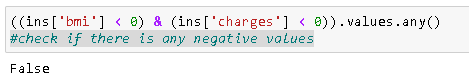 ((ins['bmi'] < 0) & (ins['charges'] < 0)).values.any()
#check if there is any negative values
False